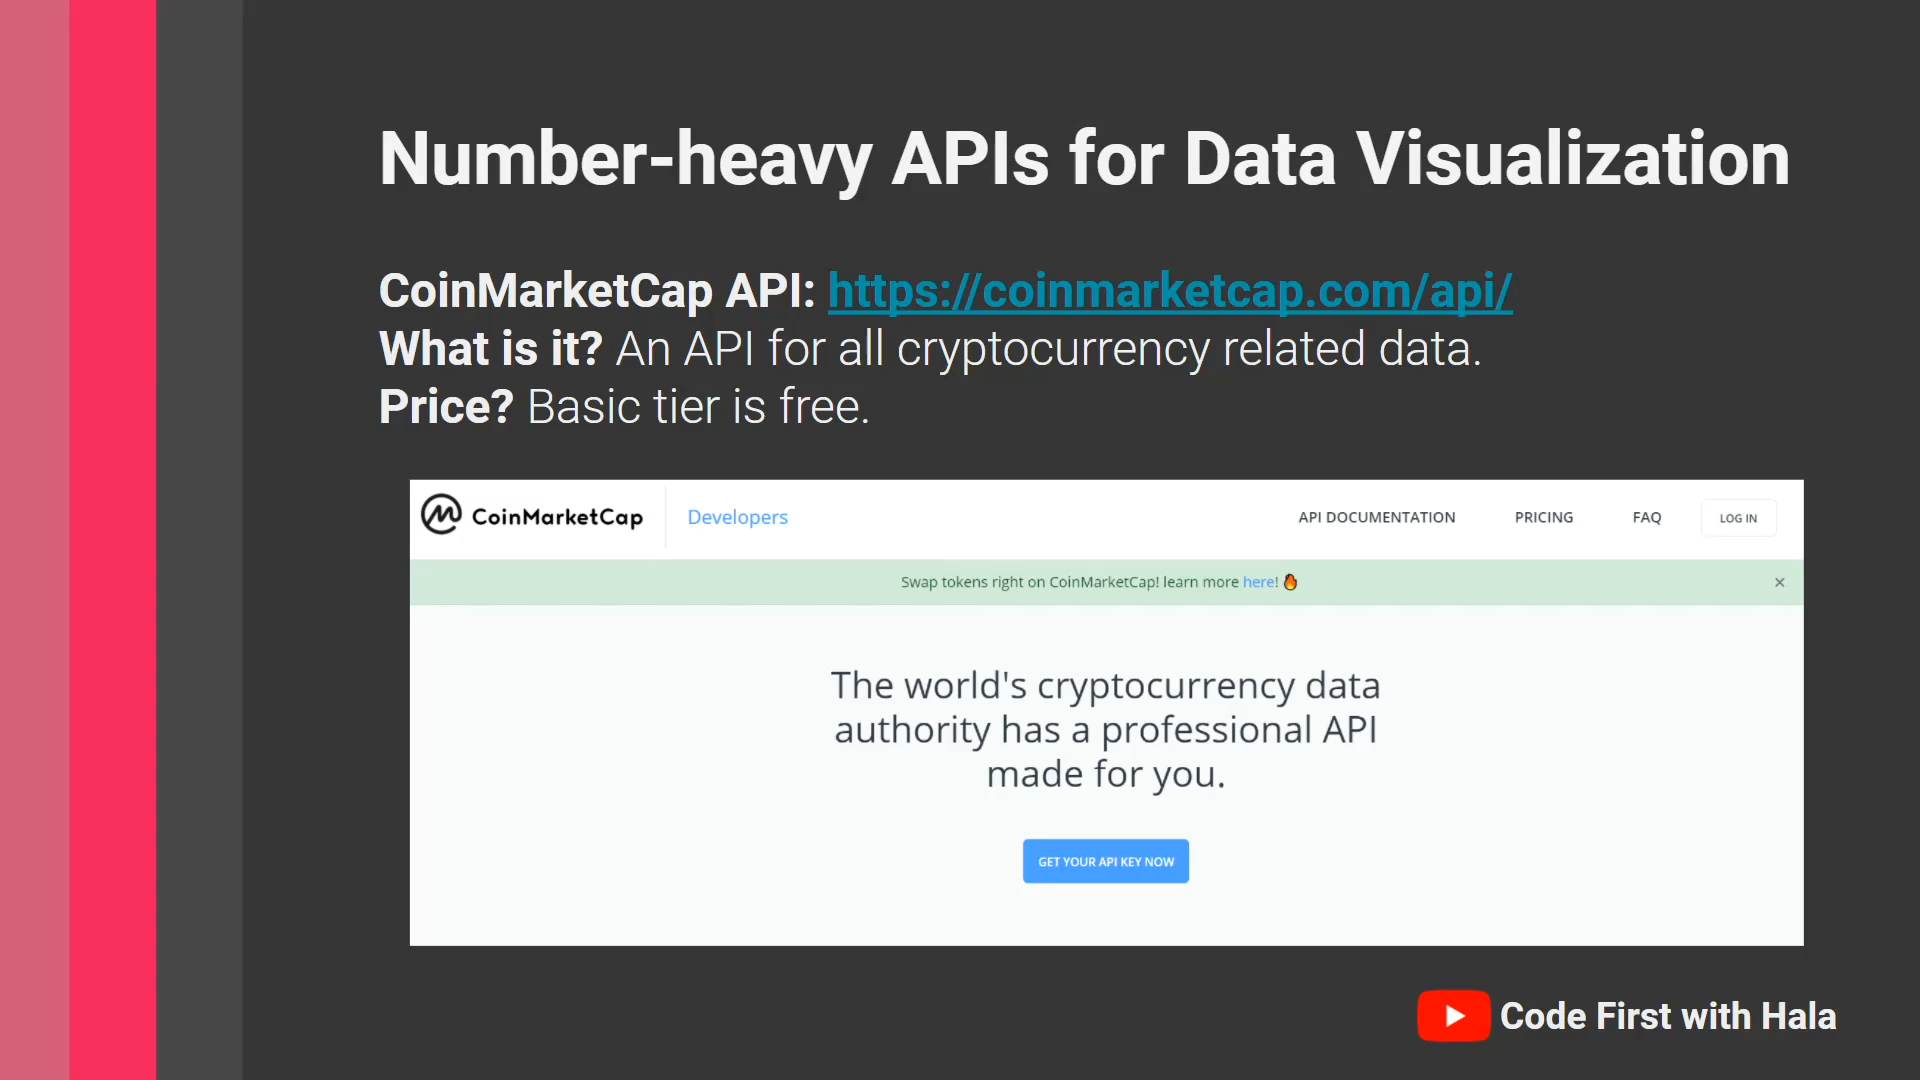 Number-heavy APIs for Data Visualization
CoinMarketCap API: https://coinmarketcap.com/api/
What is it? An API for all cryptocurrency related data.
Price? Basic tier is free.
CoinMarketCap Developers API DOCUMENTATION PRICING FAQ LOG IN
Swap tokens right on CoinMarketCap! learn more here! 🔥 ×
The world's cryptocurrency data
authority has a professional API
made for you.
GET YOUR API KEY NOW
Code First with Hala